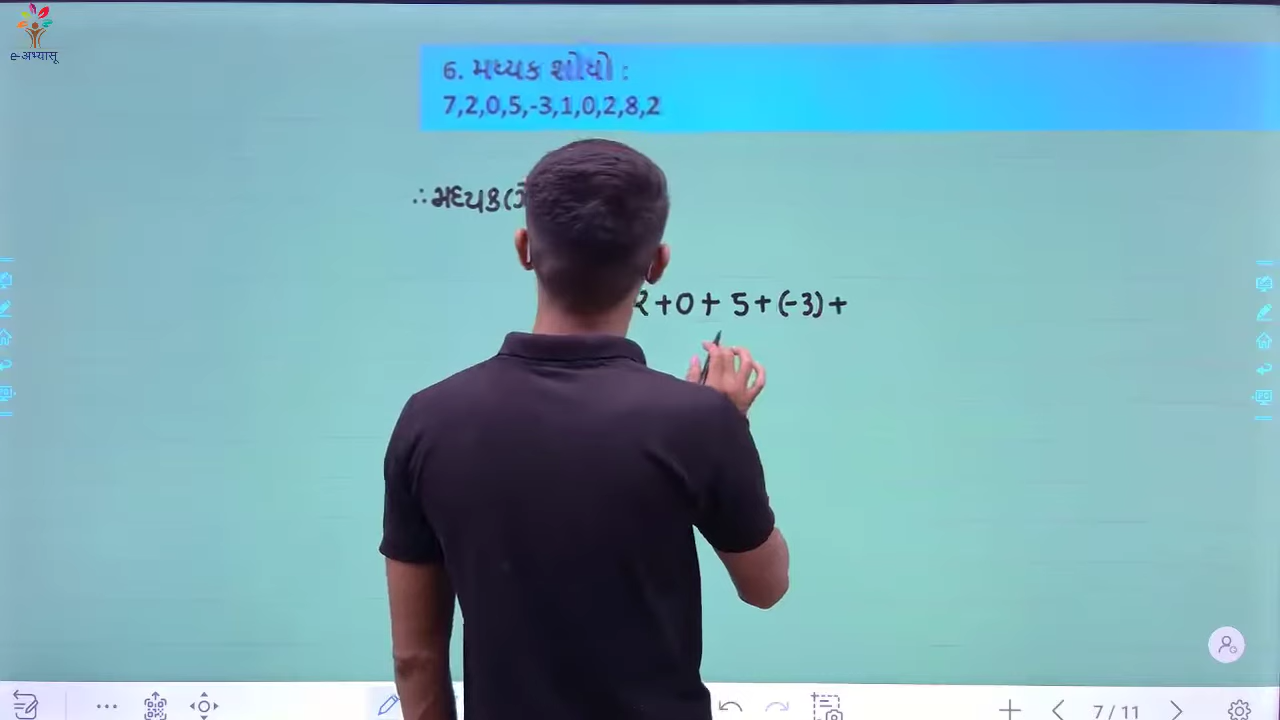 e-अभ्यासू
6. મધ્યક શોધો :
7,2,0,5,-3,1,0,2,8,2
∴મધ્યક
2+0+5+(-3)+
7/11